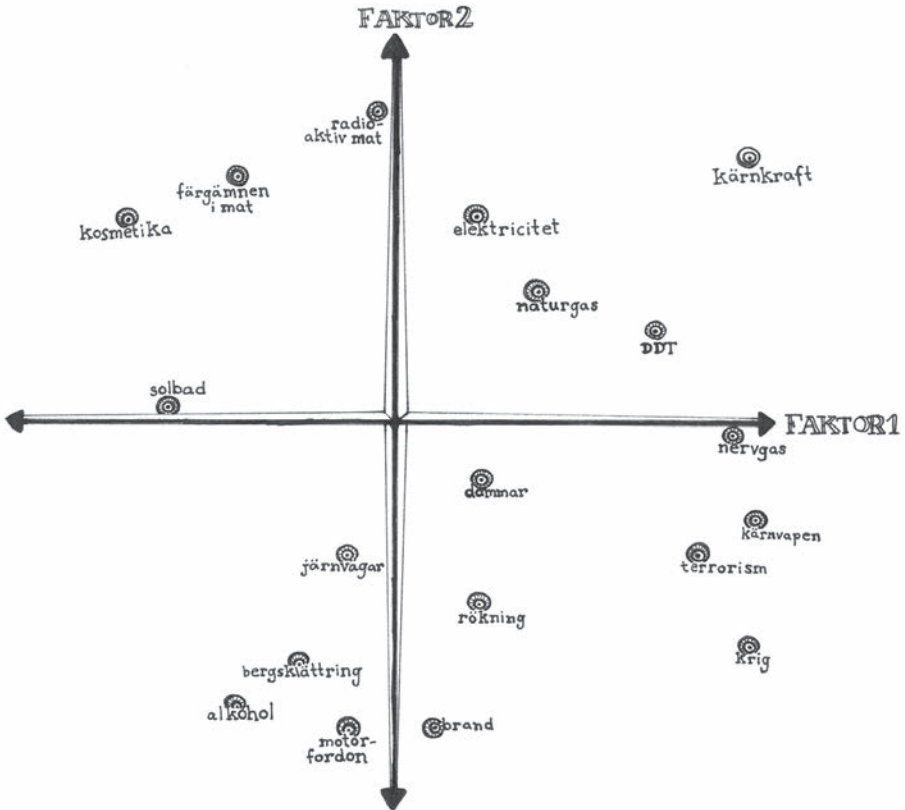 FAKTOR2
radio-
aktiv mat
färgämnen
i mat
kosmetika
kärnkraft
elektricitet
naturgas
DDT
solbad
FAKTOR1
nervgas
dammar
kärnvapen
järnvägar
terrorism
rökning
krig
bergsklättring
alkohol
motor-
fordon
brand